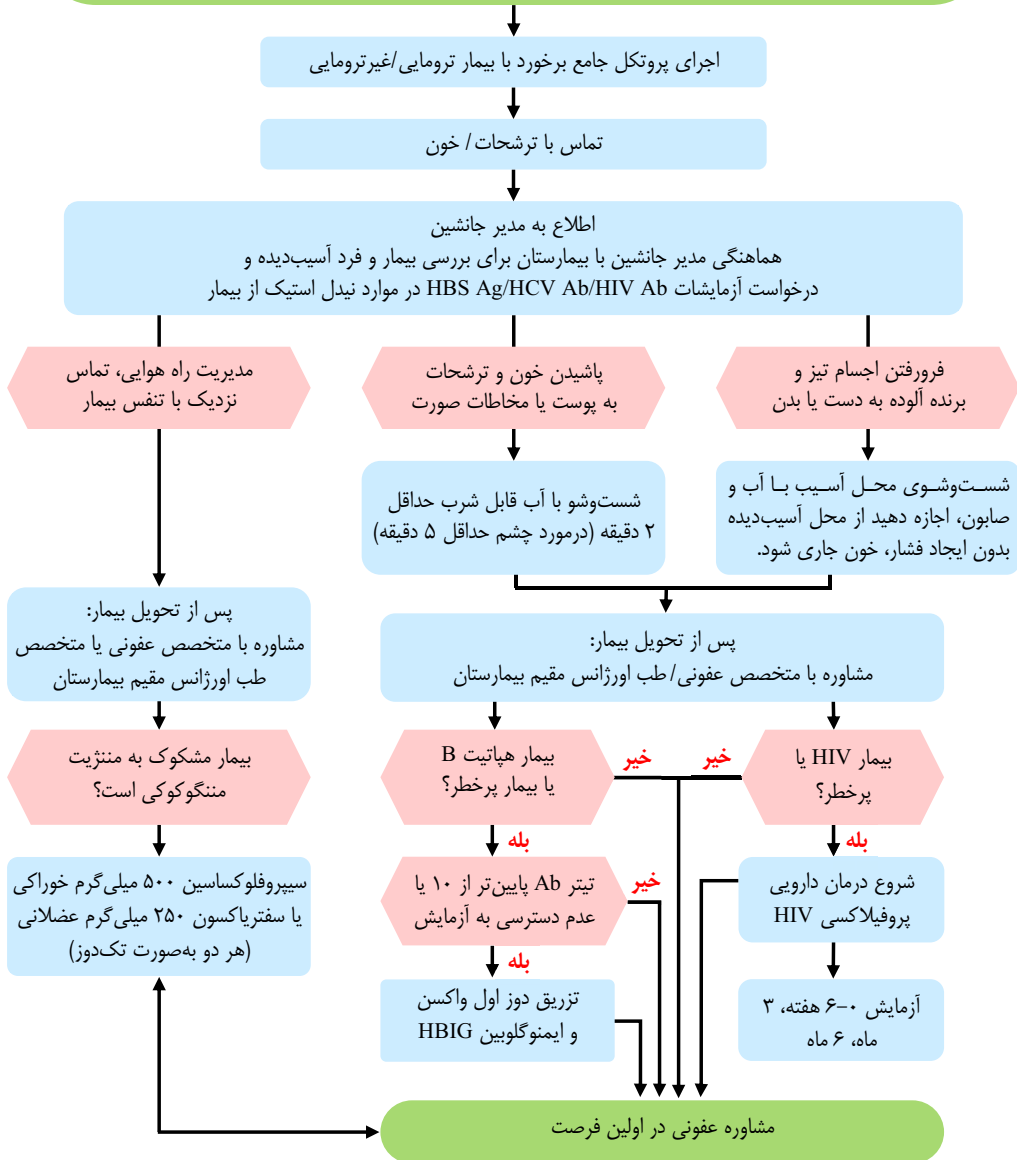 اجرای پروتکل جامع برخورد با بیمار ترومایی/غیرترومایی
تماس با ترشحات/ خون
اطلاع به مدیر جانشین
هماهنگی مدیر جانشین با بیمارستان برای بررسی بیمار و فرد آسیب‌دیده و
درخواست آزمایشات HBS Ag/HCV Ab/HIV Ab در موارد نیدل استیک از بیمار
فرورفتن اجسام تیز و
برنده آلوده به دست یا بدن
پاشیدن خون و ترشحات
به پوست یا مخاطات صورت
مدیریت راه هوایی، تماس
نزدیک با تنفس بیمار
شست‌وشوی محل آسیب با آب و
صابون، اجازه دهید از محل آسیب‌دیده
بدون ایجاد فشار، خون جاری شود.
شست‌وشو با آب قابل شرب حداقل
۲ دقیقه (درمورد چشم حداقل ۵ دقیقه)
پس از تحویل بیمار:
مشاوره با متخصص عفونی/ طب اورژانس مقیم بیمارستان
پس از تحویل بیمار:
مشاوره با متخصص عفونی یا متخصص
طب اورژانس مقیم بیمارستان
بیمار HIV یا
پرخطر؟
خیر
خیر
بیمار هپاتیت B
یا بیمار پرخطر؟
بیمار مشکوک به مننژیت
مننگوکوکی است؟
بله
بله
شروع درمان دارویی
پروفیلاکسی HIV
خیر
تیتر Ab پایین‌تر از ۱۰ یا
عدم دسترسی به آزمایش
سیپروفلوکساسین ۵۰۰ میلی‌گرم خوراکی
یا سفتریاکسون ۲۵۰ میلی‌گرم عضلانی
(هر دو به‌صورت تک‌دوز)
بله
آزمایش ۰–۶ هفته، ۳
ماه، ۶ ماه
تزریق دوز اول واکسن
و ایمنوگلوبین HBIG
مشاوره عفونی در اولین فرصت